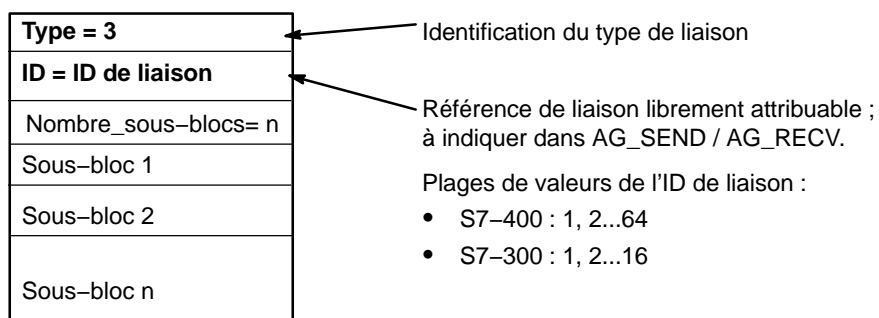 Type = 3
Identification du type de liaison
ID = ID de liaison
Référence de liaison librement attribuable ;
à indiquer dans AG_SEND / AG_RECV.
Nombre_sous−blocs= n
Sous−bloc 1
Plages de valeurs de l'ID de liaison :
Sous−bloc 2
• S7−400 : 1, 2...64
• S7−300 : 1, 2...16
Sous−bloc n